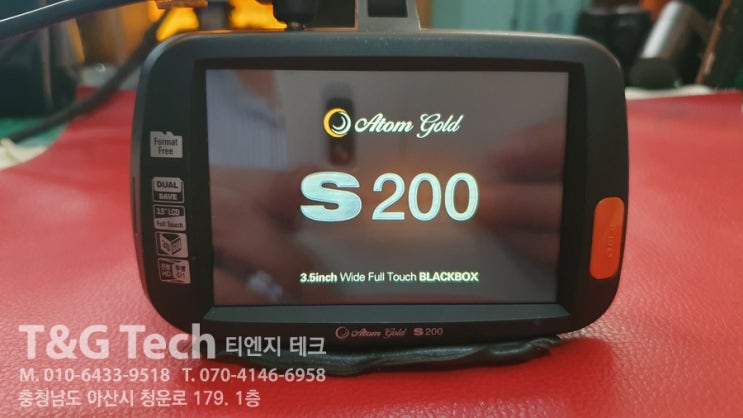 Atom Gold
S 200
3.5inch Wide Full Touch BLACKBOX
Format
Free
DUAL
SAVE
3.5" LCD
Full Touch
Atom Gold S 200
T&G Tech 티엔지 테크
M. 010-6433-9518 T. 070-4146-6958
충청남도 아산시 청운로 179. 1층